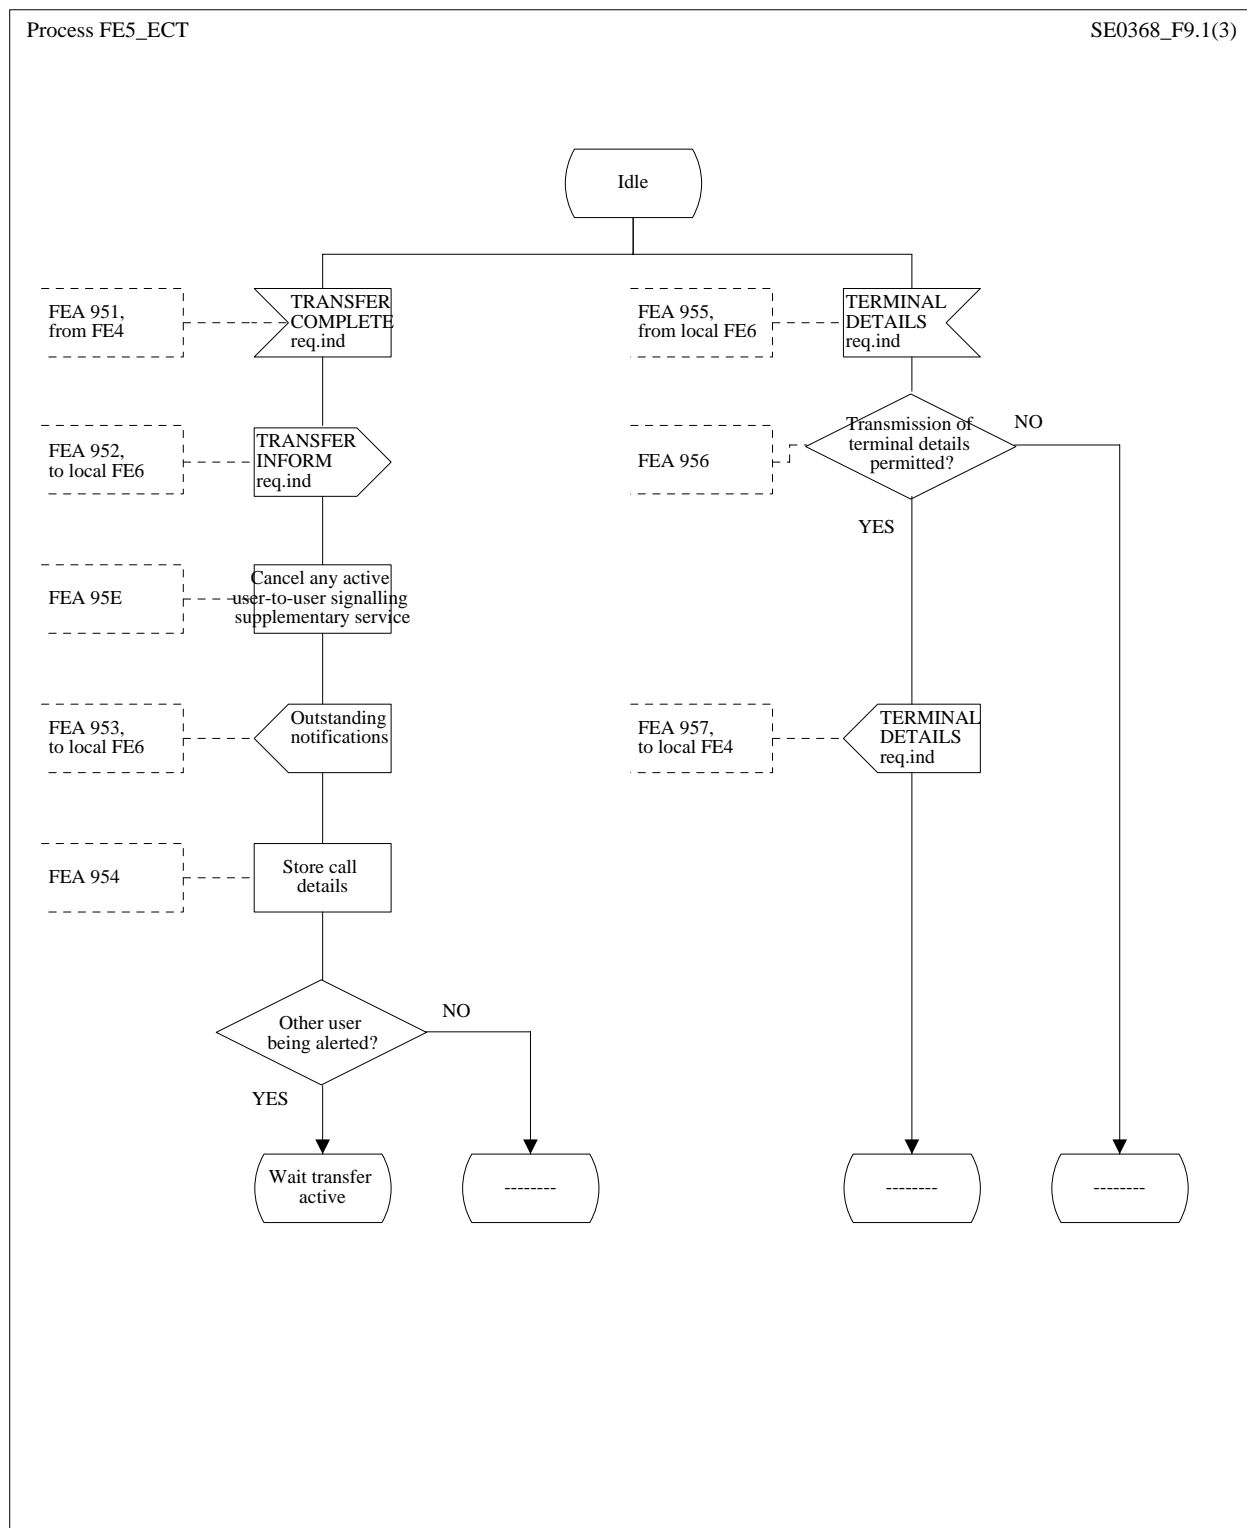 Process FE5_ECT
SE0368_F9.1(3)
Idle
FEA 951,
from FE4
TRANSFER
COMPLETE
req.ind
FEA 955,
from local FE6
TERMINAL
DETAILS
req.ind
FEA 952,
to local FE6
TRANSFER
INFORM
req.ind
FEA 956
Transmission of
terminal details
permitted?
NO
YES
FEA 95E
Cancel any active
user-to-user signalling
supplementary service
FEA 953,
to local FE6
Outstanding
notifications
FEA 957,
to local FE4
TERMINAL
DETAILS
req.ind
FEA 954
Store call
details
Other user
being alerted?
NO
YES
Wait transfer
active
--------
--------
--------